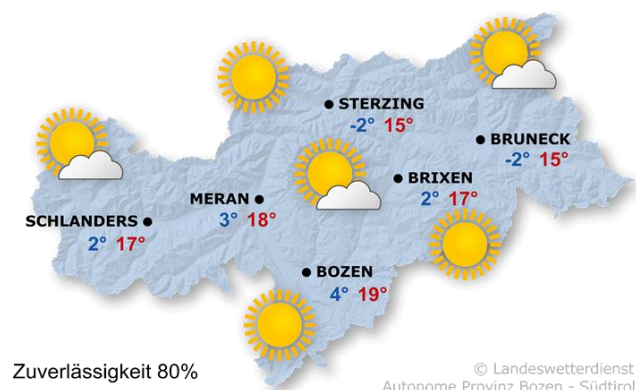 STERZING
-2° 15°
BRUNECK
-2° 15°
BRIXEN
2° 17°
MERAN
3° 18°
SCHLANDERS
2° 17°
BOZEN
4° 19°
Zuverlässigkeit 80%
© Landeswetterdienst
Autonome Provinz Bozen - Südtirol